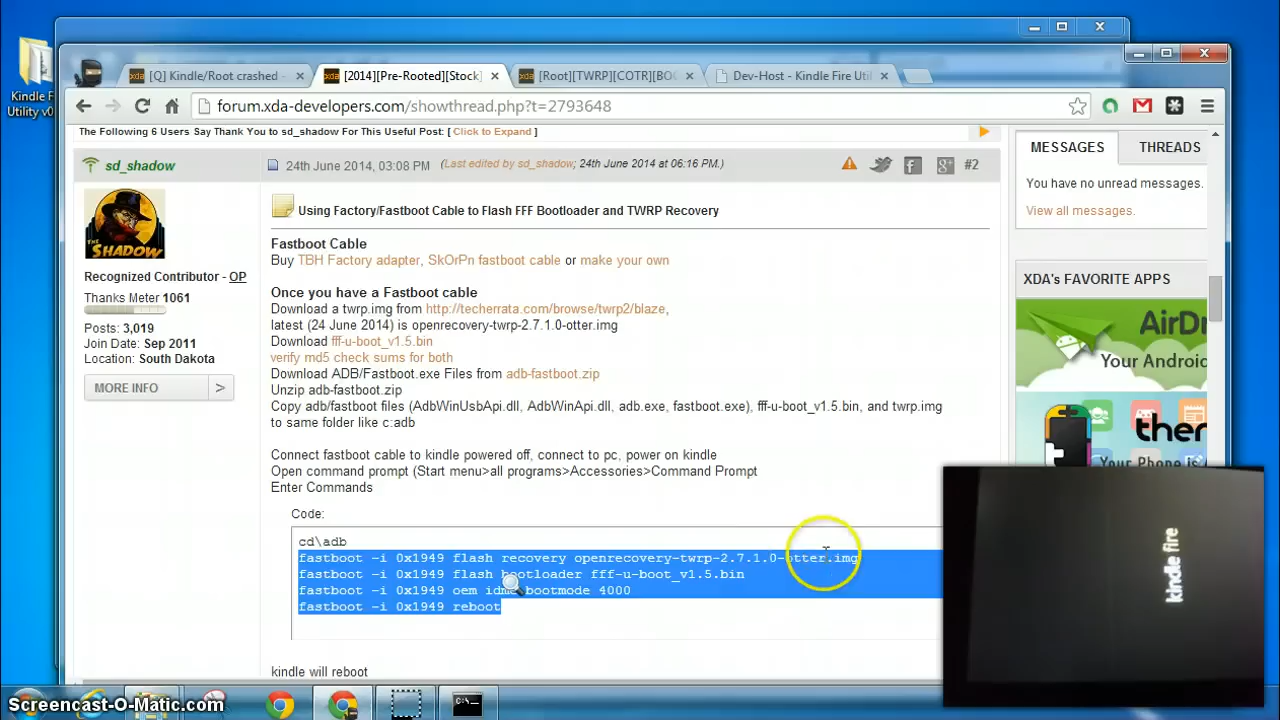 Kindle F
Utility v0
[Q] Kindle/Root crashed -
[2014][Pre-Rooted][Stock]
[Root][TWRP][COTR][BOO
Dev-Host - Kindle Fire Util
forum.xda-developers.com/showthread.php?t=2793648
The Following 6 Users Say Thank You to sd_shadow For This Useful Post: [ Click to Expand ]
sd_shadow
24th June 2014, 03:08 PM (Last edited by sd_shadow; 24th June 2014 at 06:16 PM.)
#2
THE SHADOW
Recognized Contributor - OP
Thanks Meter 1061
Posts: 3,019
Join Date: Sep 2011
Location: South Dakota
MORE INFO >
Using Factory/Fastboot Cable to Flash FFF Bootloader and TWRP Recovery
Fastboot Cable
Buy TBH Factory adapter, SkOrPn fastboot cable or make your own
Once you have a Fastboot cable
Download a twrp.img from http://techerrata.com/browse/twrp2/blaze,
latest (24 June 2014) is openrecovery-twrp-2.7.1.0-otter.img
Download fff-u-boot_v1.5.bin
verify md5 check sums for both
Download ADB/Fastboot.exe Files from adb-fastboot.zip
Unzip adb-fastboot.zip
Copy adb/fastboot files (AdbWinUsbApi.dll, AdbWinApi.dll, adb.exe, fastboot.exe), fff-u-boot_v1.5.bin, and twrp.img
to same folder like c:adb
Connect fastboot cable to kindle powered off, connect to pc, power on kindle
Open command prompt (Start menu>all programs>Accessories>Command Prompt
Enter Commands
Code:
cd\adb
fastboot -i 0x1949 flash recovery openrecovery-twrp-2.7.1.0-otter.img
fastboot -i 0x1949 flash bootloader fff-u-boot_v1.5.bin
fastboot -i 0x1949 oem idme bootmode 4000
fastboot -i 0x1949 reboot
kindle will reboot
MESSAGES THREADS
You have no unread messages.
View all messages.
XDA's FAVORITE APPS
AirDr
Your Android
ther
Your Phone is
kindle fire
C:\
Screencast-O-Matic.com